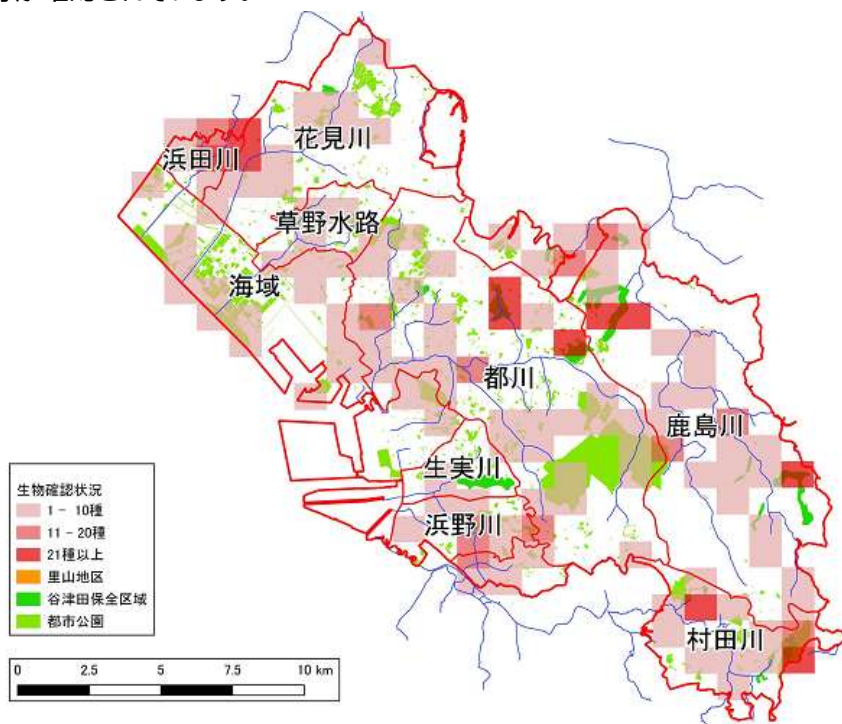 花見川
浜田川
草野水路
海域
都川
鹿島川
生実川
浜野川
村田川
生物確認状況
1 - 10種
11 - 20種
21種以上
里山地区
谷津田保全区域
都市公園
0 2.5 5 7.5 10 km